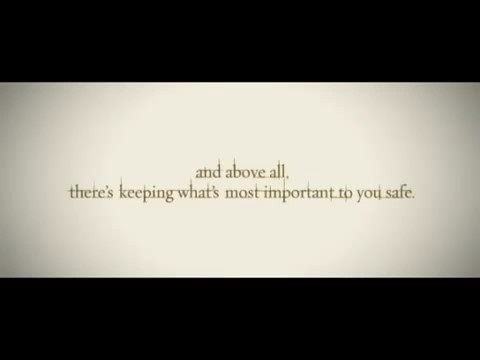 and above all,
there's keeping what's most important to you safe.